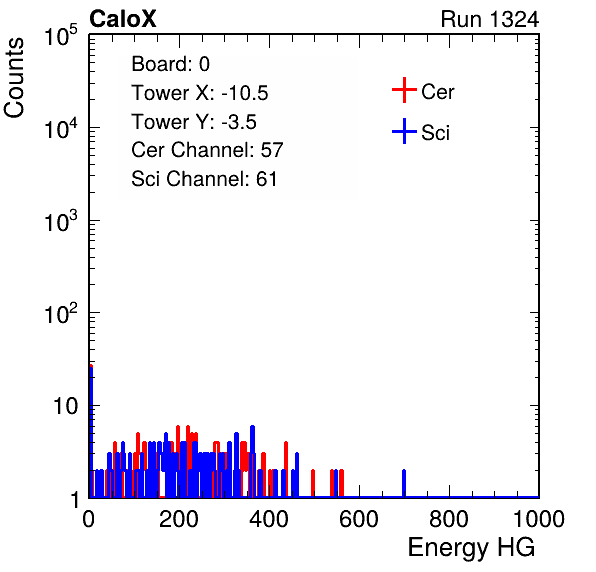 CaloX Run 1324
Counts
10^5
10^4
10^3
10^2
10
1
Board: 0
Tower X: -10.5
Tower Y: -3.5
Cer Channel: 57
Sci Channel: 61
Cer
Sci
0 200 400 600 800 1000
Energy HG